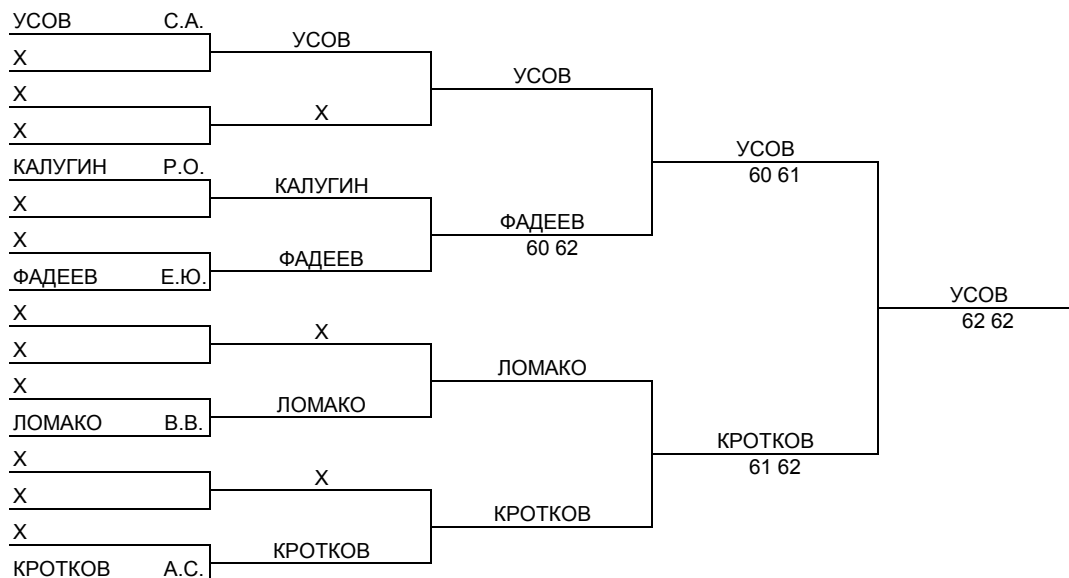 УСОВ С.А.
X
X
X
КАЛУГИН Р.О.
X
X
ФАДЕЕВ Е.Ю.
X
X
X
ЛОМАКО В.В.
X
X
X
КРОТКОВ А.С.
УСОВ
X
КАЛУГИН
ФАДЕЕВ
X
ЛОМАКО
X
КРОТКОВ
УСОВ
ФАДЕЕВ
60 62
ЛОМАКО
КРОТКОВ
УСОВ
60 61
КРОТКОВ
61 62
УСОВ
62 62